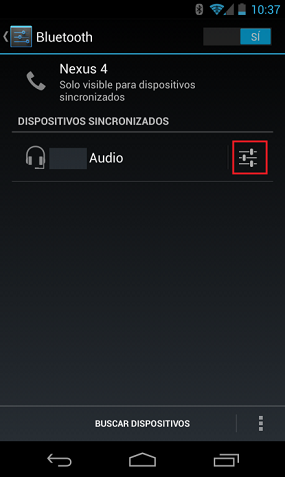 10:37
Bluetooth
SÍ
Nexus 4
Solo visible para dispositivos
sincronizados
DISPOSITIVOS SINCRONIZADOS
Audio
BUSCAR DISPOSITIVOS